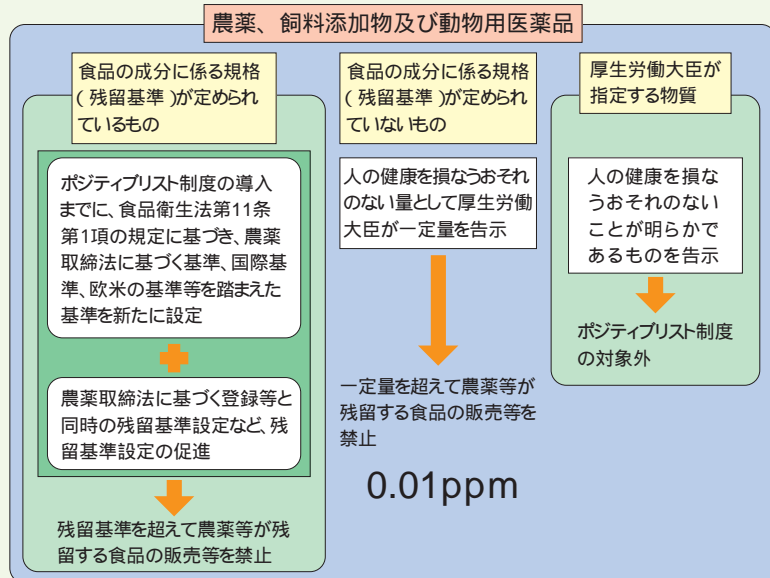 農薬、飼料添加物及び動物用医薬品
食品の成分に係る規格
(残留基準)が定められ
ているもの
ポジティブリスト制度の導入
までに、食品衛生法第11条
第1項の規定に基づき、農薬
取締法に基づく基準、国際基
準、欧米の基準等を踏まえた
基準を新たに設定
農薬取締法に基づく登録等と
同時の残留基準設定など、残
留基準設定の促進
残留基準を超えて農薬等が残
留する食品の販売等を禁止
食品の成分に係る規格
(残留基準)が定められ
ていないもの
人の健康を損なうおそれ
のない量として厚生労働
大臣が一定量を告示
一定量を超えて農薬等が
残留する食品の販売等を
禁止
0.01ppm
厚生労働大臣が
指定する物質
人の健康を損な
うおそれのない
ことが明らかで
あるものを告示
ポジティブリスト制度
の対象外